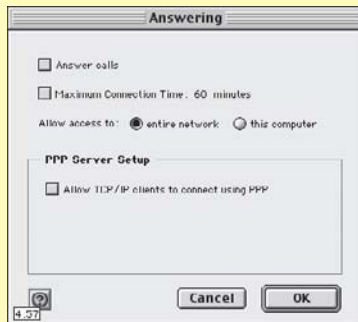 Answering
Answer calls
Maximum Connection Time: 60 minutes
Allow access to: entire network this computer
PPP Server Setup
Allow TCP/IP clients to connect using PPP
? Cancel OK
4.57